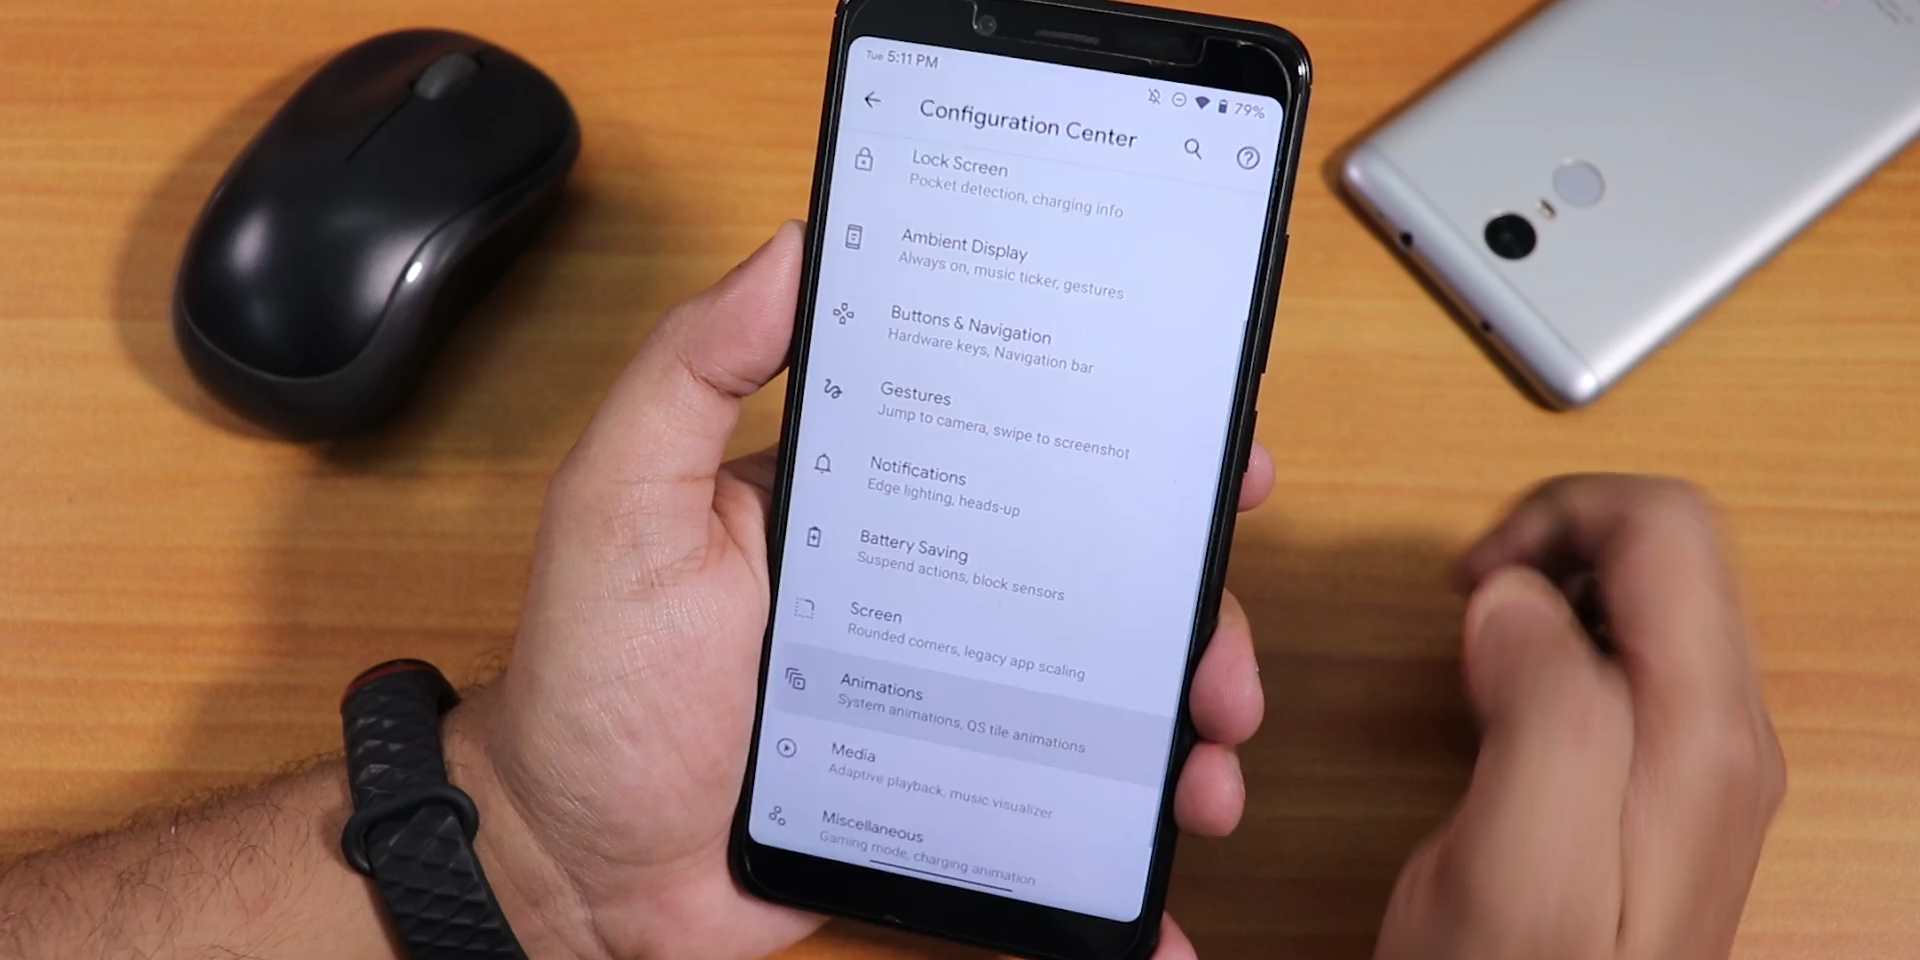 Tue 5:11 PM
79%
Configuration Center
Lock Screen
Pocket detection, charging info
Ambient Display
Always on, music ticker, gestures
Buttons & Navigation
Hardware keys, Navigation bar
Gestures
Jump to camera, swipe to screenshot
Notifications
Edge lighting, heads-up
Battery Saving
Suspend actions, block sensors
Screen
Rounded corners, legacy app scaling
Animations
System animations, QS tile animations
Media
Adaptive playback, music visualizer
Miscellaneous
Gaming mode, charging animation